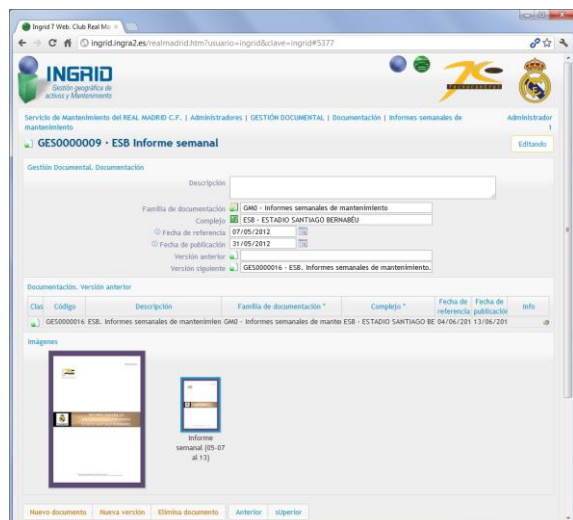 Ingrid 7 Web. Club Real Ma
ingrid.ingra2.es/realmadrid.htm?usuario=ingrid&clave=ingrid#5377
INGRID
Gestión geográfica de
activos y Mantenimiento
Servicio de Mantenimiento del REAL MADRID C.F. | Administradores | GESTIÓN DOCUMENTAL | Documentación | Informes semanales de
mantenimiento
Administrador
1
GES0000009 · ESB Informe semanal
Editando
Gestión Documental. Documentación
Descripción
Familia de documentación GM0 - Informes semanales de mantenimiento
Complejo ESB - ESTADIO SANTIAGO BERNABÉU
Fecha de referencia 07/05/2012
Fecha de publicación 31/05/2012
Versión anterior
Versión siguiente GES0000016 - ESB. Informes semanales de mantenimiento.
Documentación. Versión anterior
Clas Código Descripción Familia de documentación * Complejo * Fecha de referencia Fecha de publicación Info
GES0000016 ESB. Informes semanales de mantenimien GM0 - Informes semanales de mante ESB - ESTADIO SANTIAGO BE 04/06/201 13/06/201
Imágenes
Informe
semanal (05-07
al 13)
Nuevo documento Nueva versión Elimina documento Anterior sUperior